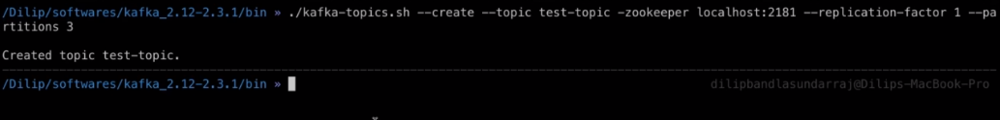 /Dilip/softwares/kafka_2.12-2.3.1/bin » ./kafka-topics.sh --create --topic test-topic -zookeeper localhost:2181 --replication-factor 1 --pa
rtitions 3
Created topic test-topic.
/Dilip/softwares/kafka_2.12-2.3.1/bin » dilipbandlasundarraj@Dilips-MacBook-Pro